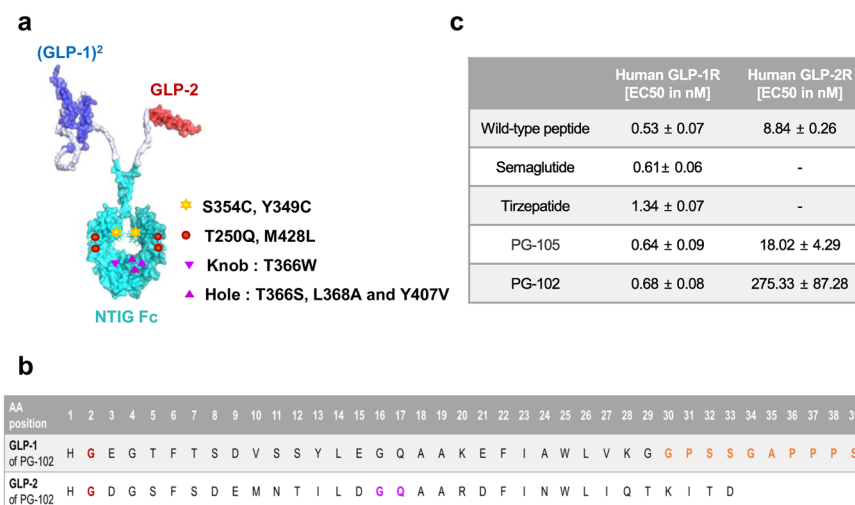 a
(GLP-1)²
GLP-2
S354C, Y349C
T250Q, M428L
Knob : T366W
Hole : T366S, L368A and Y407V
NTIG Fc
c
Human GLP-1R [EC50 in nM] Human GLP-2R [EC50 in nM]
Wild-type peptide 0.53 ± 0.07 8.84 ± 0.26
Semaglutide 0.61± 0.06 -
Tirzepatide 1.34 ± 0.07 -
PG-105 0.64 ± 0.09 18.02 ± 4.29
PG-102 0.68 ± 0.08 275.33 ± 87.28
b
AA position 1 2 3 4 5 6 7 8 9 10 11 12 13 14 15 16 17 18 19 20 21 22 23 24 25 26 27 28 29 30 31 32 33 34 35 36 37 38
GLP-1 of PG-102 H G E G T F T S D V S S Y L E G Q A A K E F I A W L V K G G P S S G A P P P S
GLP-2 of PG-102 H G D G S F S D E M N T I L D G Q A A R D F I N W L I Q T K I T D